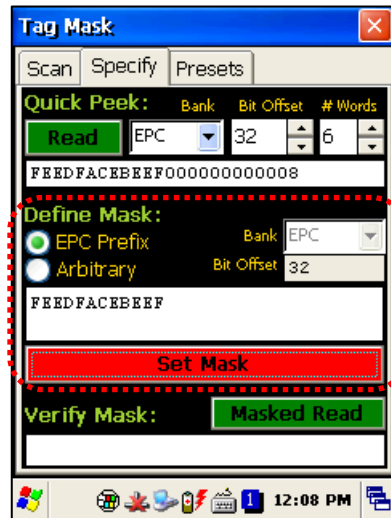 Tag Mask
Scan Specify Presets
Quick Peek: Bank Bit Offset # Words
Read EPC 32 6
FEEDFACEBEEF000000000008
Define Mask:
EPC Prefix Bank EPC
Arbitrary Bit Offset 32
FEEDFACEBEEF
Set Mask
Verify Mask: Masked Read
1 12:08 PM